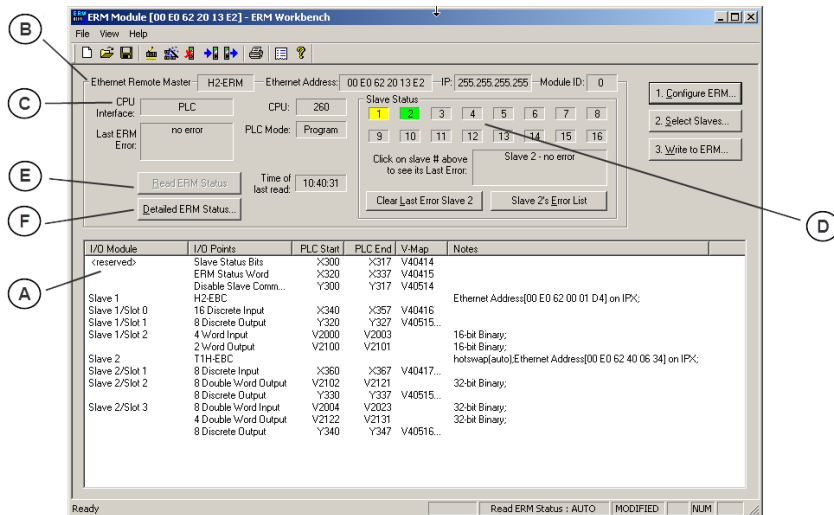 ERM Module [00 E0 62 20 13 E2] - ERM Workbench
File View Help
B
Ethernet Remote Master H2-ERM Ethernet Address: 00 E0 62 20 13 E2 IP: 255.255.255.255 Module ID: 0
1. Configure ERM...
C
CPU Interface: PLC CPU: 260
Slave Status
1 2 3 4 5 6 7 8
2. Select Slaves...
Last ERM Error: no error PLC Mode: Program
9 10 11 12 13 14 15 16
3. Write to ERM...
Click on slave # above to see its Last Error: Slave 2 - no error
E
Read ERM Status Time of last read: 10:40:31
Clear Last Error Slave 2 Slave 2's Error List
F
Detailed ERM Status...
D
I/O Module I/O Points PLC Start PLC End V-Map Notes
<reserved> Slave Status Bits X300 X317 V40414
ERM Status Word X320 X337 V40415
Disable Slave Comm... Y300 Y317 V40514
A
Slave 1 H2-EBC Ethernet Address[00 E0 62 00 01 D4] on IPX;
Slave 1/Slot 0 16 Discrete Input X340 X357 V40416
Slave 1/Slot 1 8 Discrete Output Y320 Y327 V40515...
Slave 1/Slot 2 4 Word Input V2000 V2003 16-bit Binary;
2 Word Output V2100 V2101 16-bit Binary;
Slave 2 T1H-EBC hotswap(auto);Ethernet Address[00 E0 62 40 06 34] on IPX;
Slave 2/Slot 1 8 Discrete Input X360 X367 V40417...
Slave 2/Slot 2 8 Double Word Output V2102 V2121 32-bit Binary;
8 Discrete Output Y330 Y337 V40515...
Slave 2/Slot 3 8 Double Word Input V2004 V2023 32-bit Binary;
4 Double Word Output V2122 V2131 32-bit Binary;
8 Discrete Output Y340 Y347 V40516...
Ready Read ERM Status : AUTO MODIFIED NUM